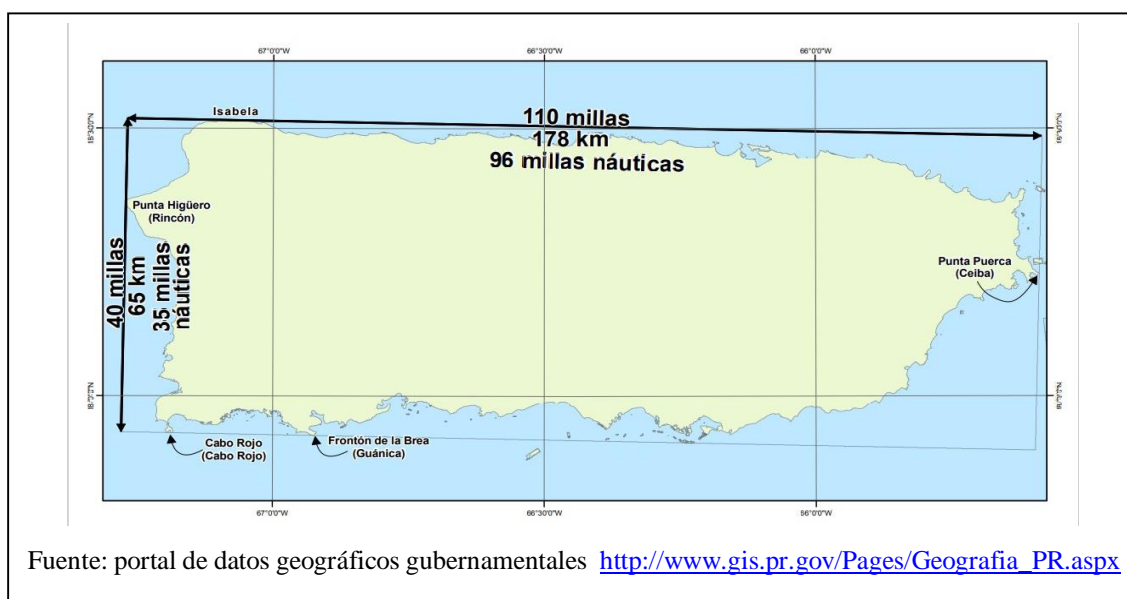 67°0'0"W 66°30'0"W 66°0'0"W
Isabela
110 millas
178 km
96 millas náuticas
18°30'0"N
Punta Higüero
(Rincón)
40 millas
65 km
35 millas
náuticas
Punta Puerca
(Ceiba)
Cabo Rojo
(Cabo Rojo)
Frontón de la Brea
(Guánica)
67°0'0"W 66°30'0"W 66°0'0"W
Fuente: portal de datos geográficos gubernamentales http://www.gis.pr.gov/Pages/Geografia_PR.aspx